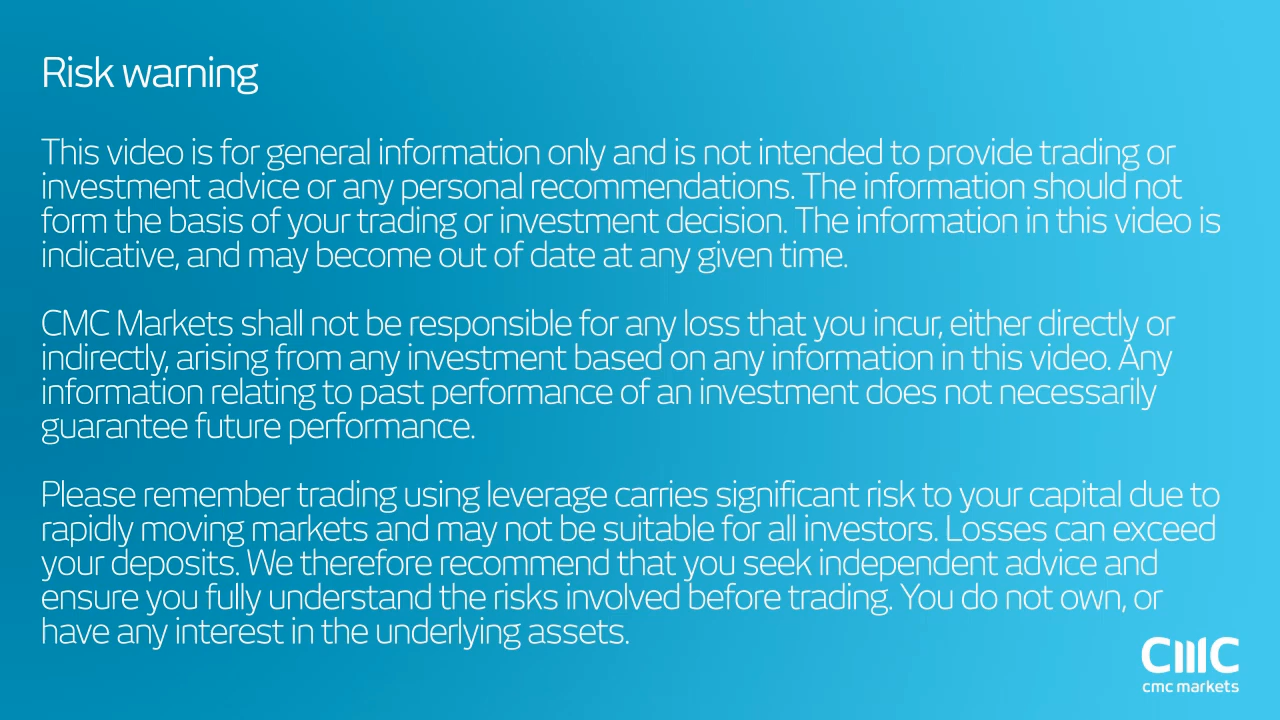 Risk warning
This video is for general information only and is not intended to provide trading or
investment advice or any personal recommendations. The information should not
form the basis of your trading or investment decision. The information in this video is
indicative, and may become out of date at any given time.
CMC Markets shall not be responsible for any loss that you incur, either directly or
indirectly, arising from any investment based on any information in this video. Any
information relating to past performance of an investment does not necessarily
guarantee future performance.
Please remember trading using leverage carries significant risk to your capital due to
rapidly moving markets and may not be suitable for all investors. Losses can exceed
your deposits. We therefore recommend that you seek independent advice and
ensure you fully understand the risks involved before trading. You do not own, or
have any interest in the underlying assets.
CMC
cmc markets